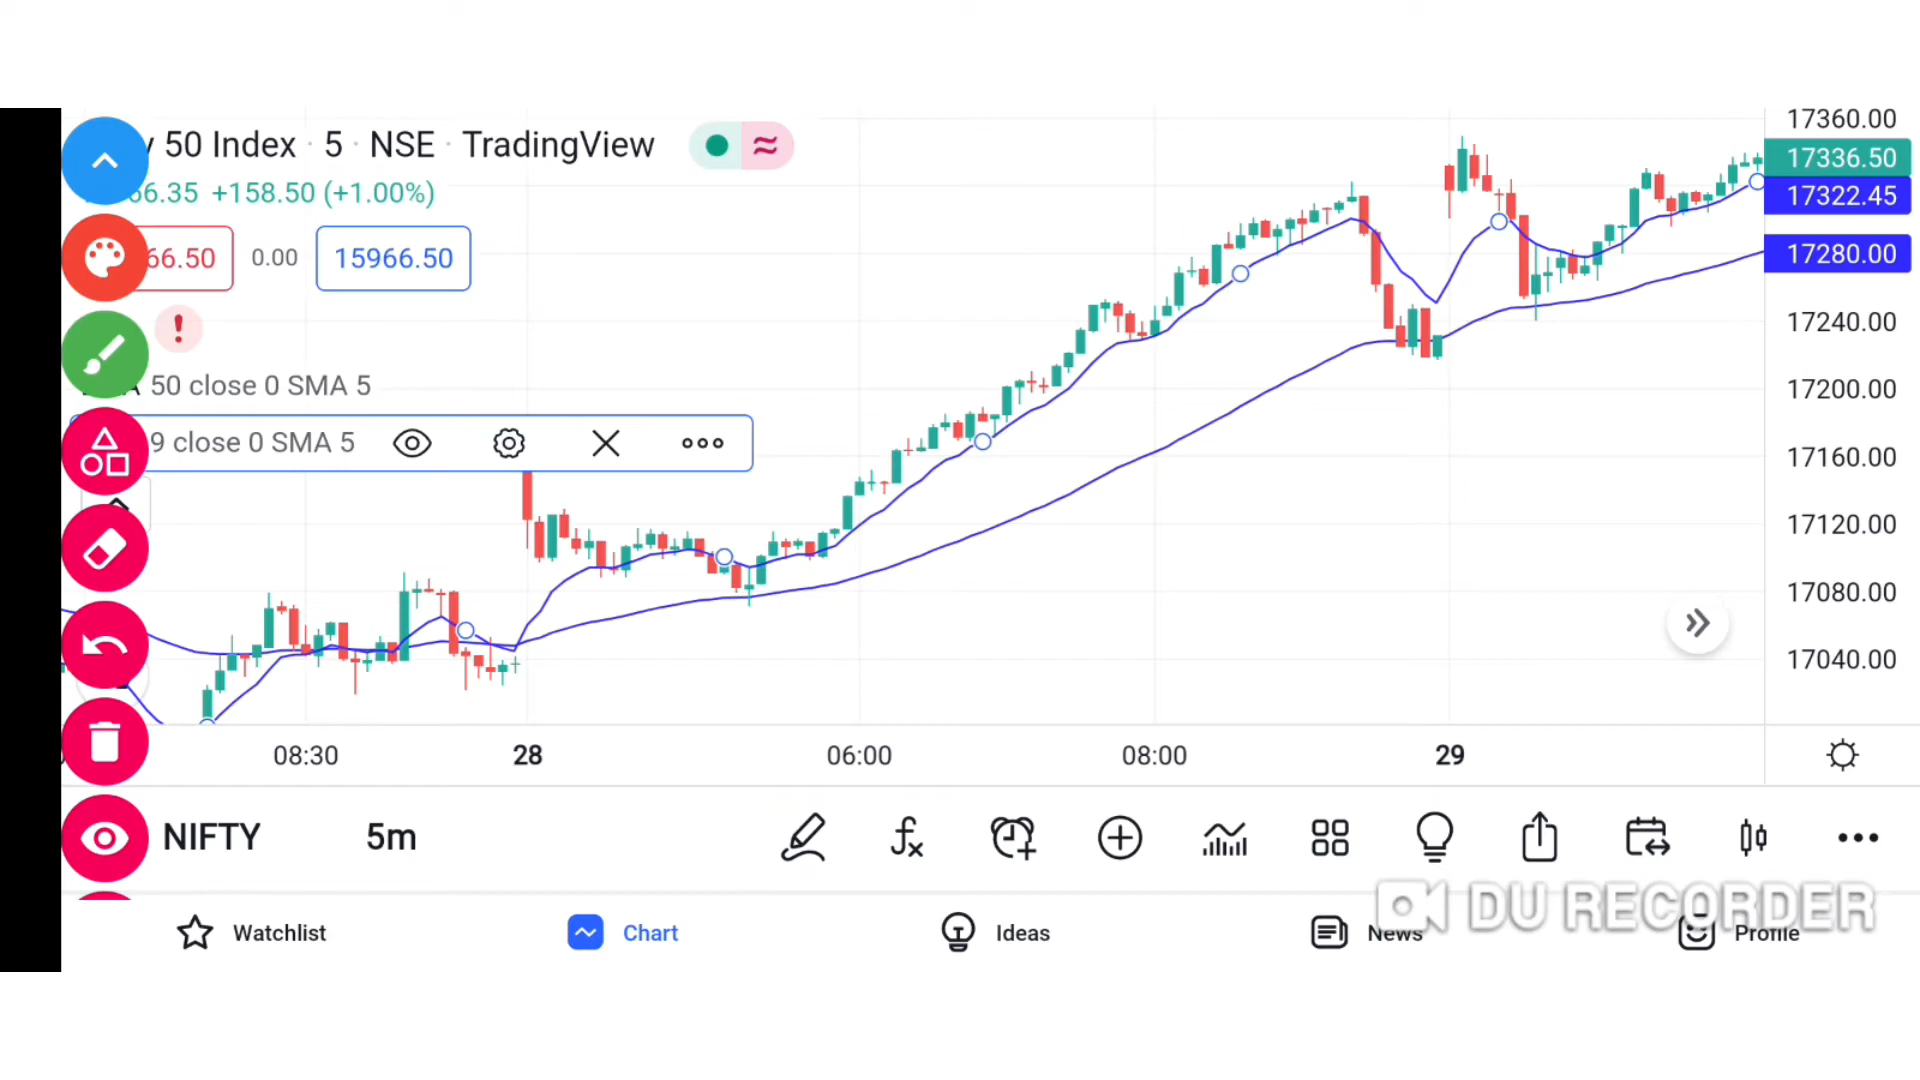 50 Index · 5 · NSE · TradingView
66.35 +158.50 (+1.00%)
66.50 0.00 15966.50
50 close 0 SMA 5
9 close 0 SMA 5
17360.00
17336.50
17322.45
17280.00
17240.00
17200.00
17160.00
17120.00
17080.00
17040.00
08:30 28 06:00 08:00 29
NIFTY 5m
DU RECORDER
Watchlist Chart Ideas News Profile